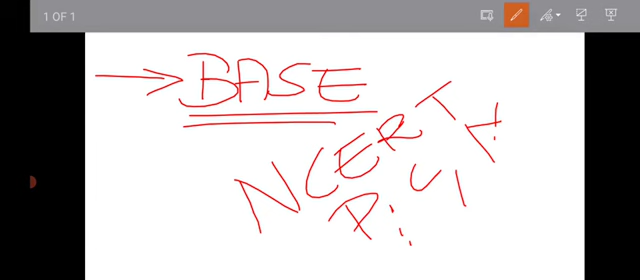 1 OF 1
→ BASE
NCERT